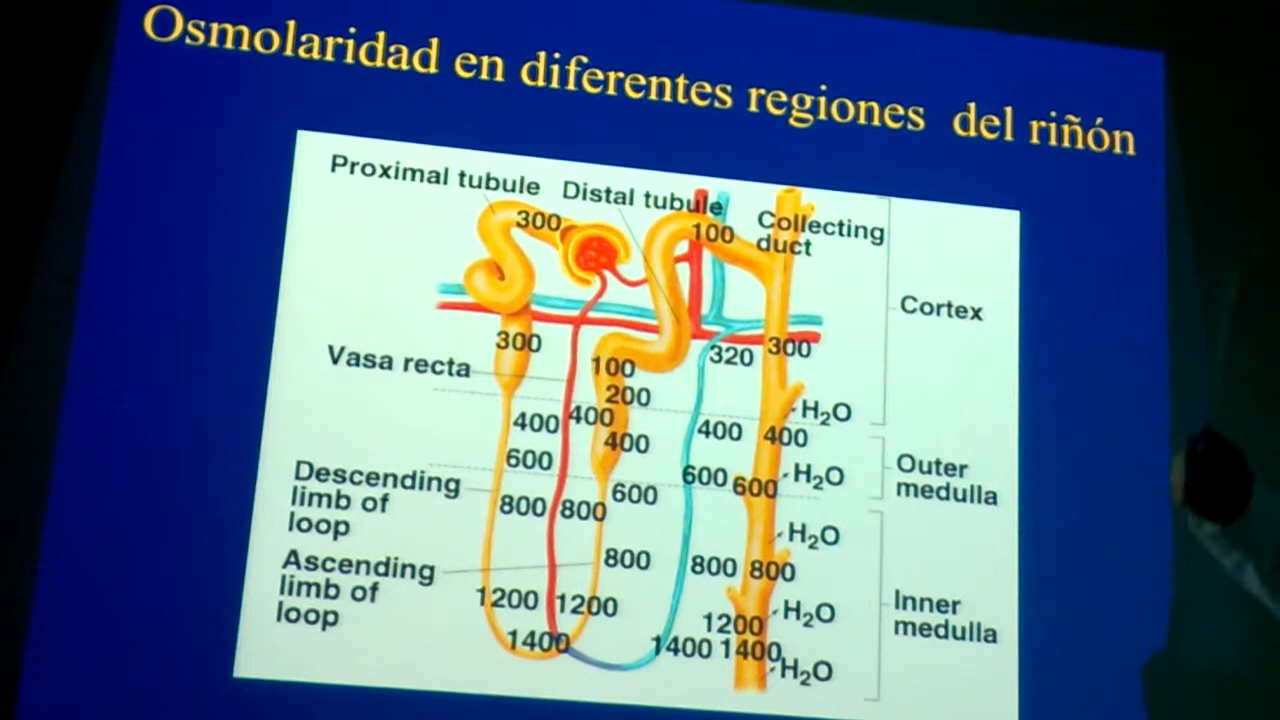 Osmolaridad en diferentes regiones del riñón
Proximal tubule
Distal tubule
Collecting
duct
300
100
Cortex
300
320
300
Vasa recta
100
200
H₂O
400
400
400
400
400
Outer
medulla
600
600
600
H₂O
Descending
limb of
loop
800
800
600
H₂O
Ascending
limb of
loop
800
800
800
1200
1200
1200
H₂O
Inner
medulla
1400
1400
1400
H₂O